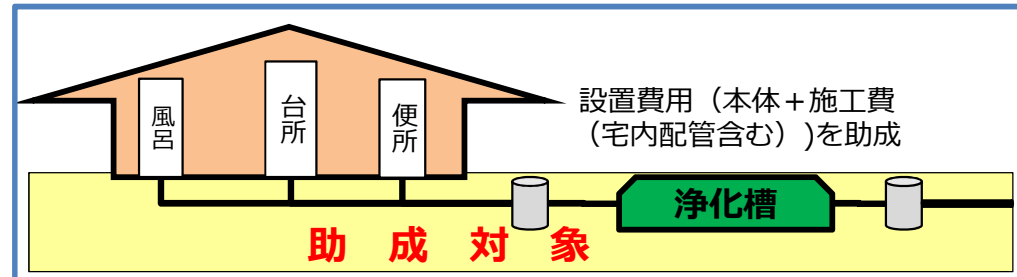 風呂
台所
便所
設置費用（本体＋施工費
（宅内配管含む）)を助成
浄化槽
助成対象